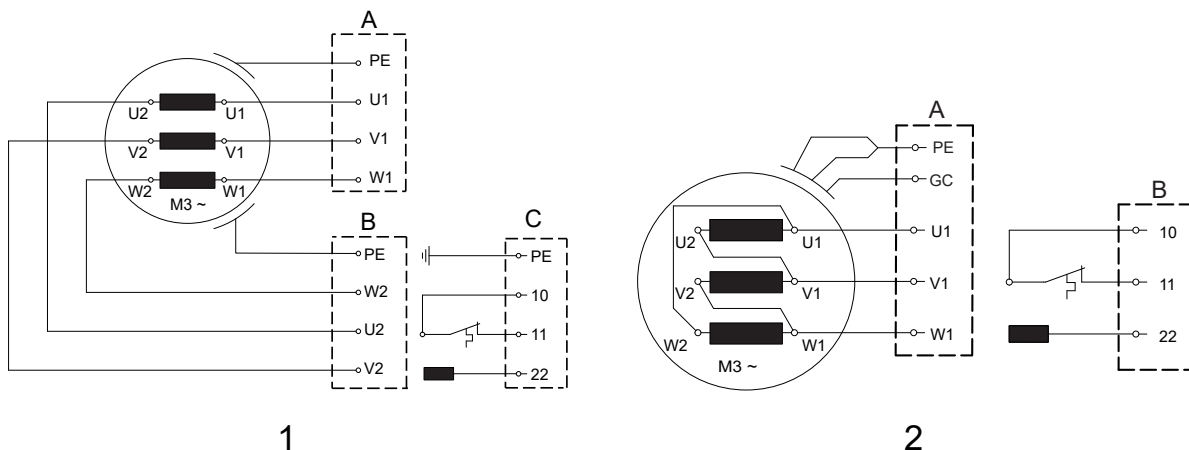 A
PE
U2 U1 U1
V2 V1 V1
W2 W1 W1
M3 ~
B C
PE PE
W2 10
U2 11
V2 22
1
A
PE
GC
B
U2 U1 U1 10
V2 V1 V1 11
W2 W1 W1 22
M3 ~
2